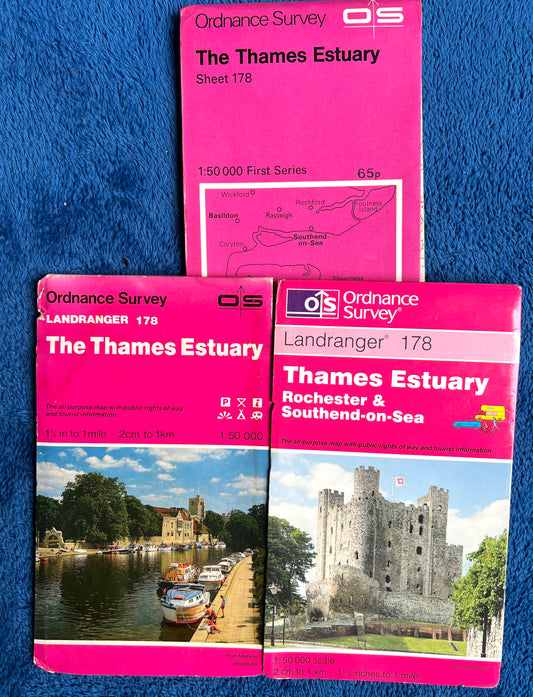 Ordnance Survey OS
The Thames Estuary
Sheet 178
1:50 000 First Series 65p
Wickford
Rochford
Foulness
Island
Basildon
Rayleigh
Southend-
on-Sea
Coryton
Sheerness
Ordnance Survey OS
LANDRANGER 178
The Thames Estuary
P i
The all purpose map with public rights of way
and tourist information.
1¼ in to 1 mile - 2cm to 1km 1:50 000
River Medway
Maidstone
OS Ordnance
Survey®
Landranger® 178
Thames Estuary
Rochester &
Southend-on-Sea
The all-purpose map with public rights of way and tourist information
1:50 000 scale
2 cm to 1 km 1¼ inches to 1 mile